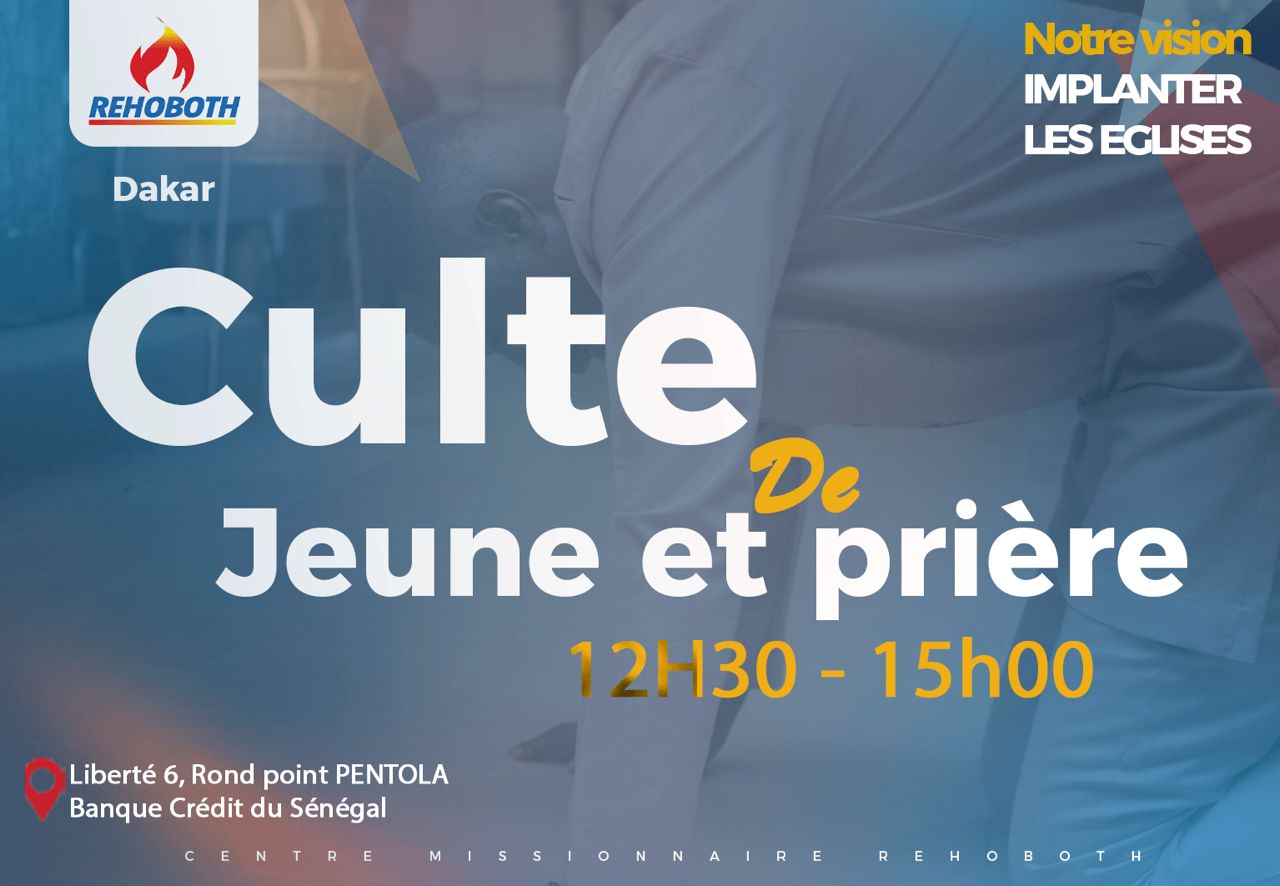 REHOBOTH
Dakar
Notre vision
IMPLANTER
LES EGLISES
Culte
De
Jeune et prière
12H30 - 15h00
Liberté 6, Rond point PENTOLA
Banque Crédit du Sénégal
CENTRE MISSIONNAIRE REHOBOTH